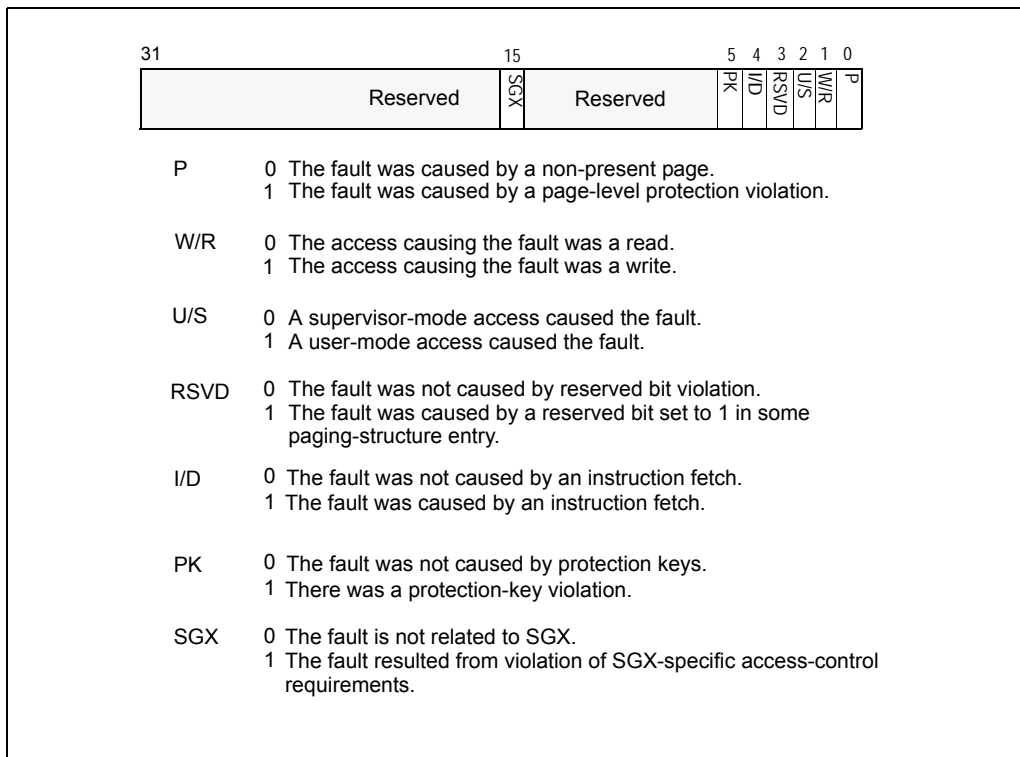 31 15 5 4 3 2 1 0
Reserved SGX Reserved PK I/D RSVD U/S W/R P
P 0 The fault was caused by a non-present page.
1 The fault was caused by a page-level protection violation.
W/R 0 The access causing the fault was a read.
1 The access causing the fault was a write.
U/S 0 A supervisor-mode access caused the fault.
1 A user-mode access caused the fault.
RSVD 0 The fault was not caused by reserved bit violation.
1 The fault was caused by a reserved bit set to 1 in some
paging-structure entry.
I/D 0 The fault was not caused by an instruction fetch.
1 The fault was caused by an instruction fetch.
PK 0 The fault was not caused by protection keys.
1 There was a protection-key violation.
SGX 0 The fault is not related to SGX.
1 The fault resulted from violation of SGX-specific access-control
requirements.